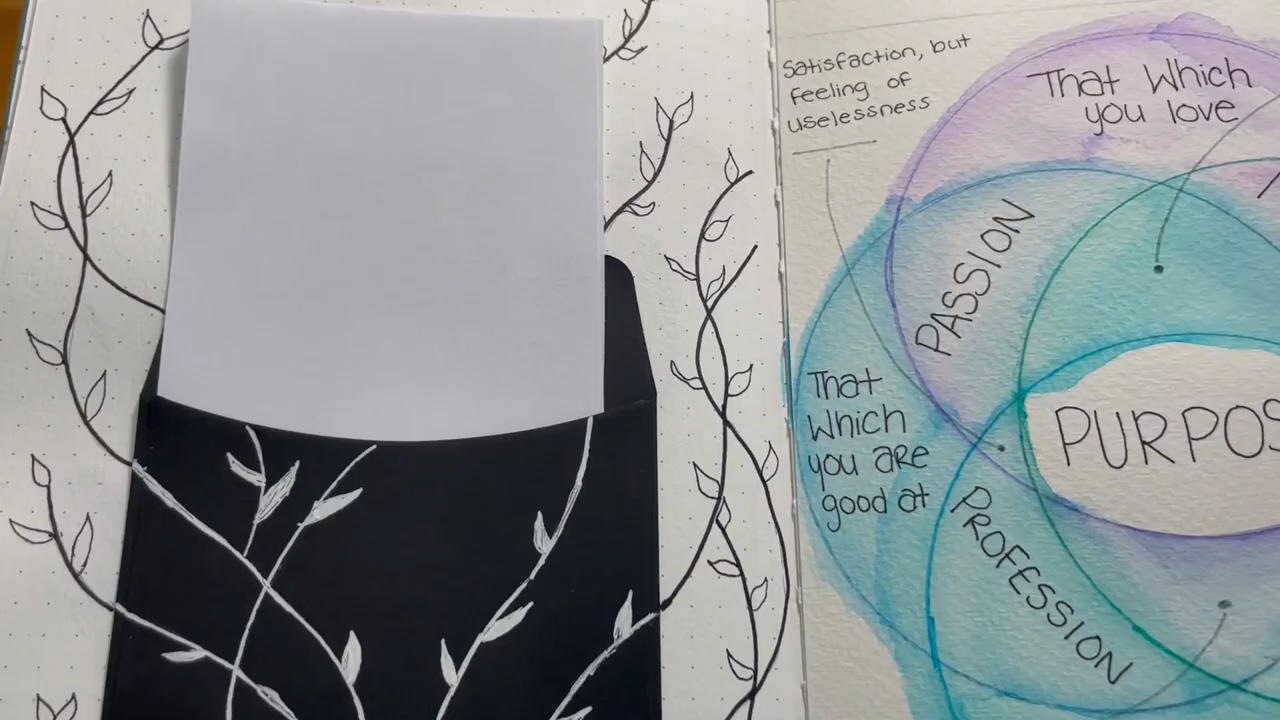 Satisfaction, but
feeling of
uselessness
That Which
you love
PASSION
That
Which
you are
good at
PURPOS
PROFESSION